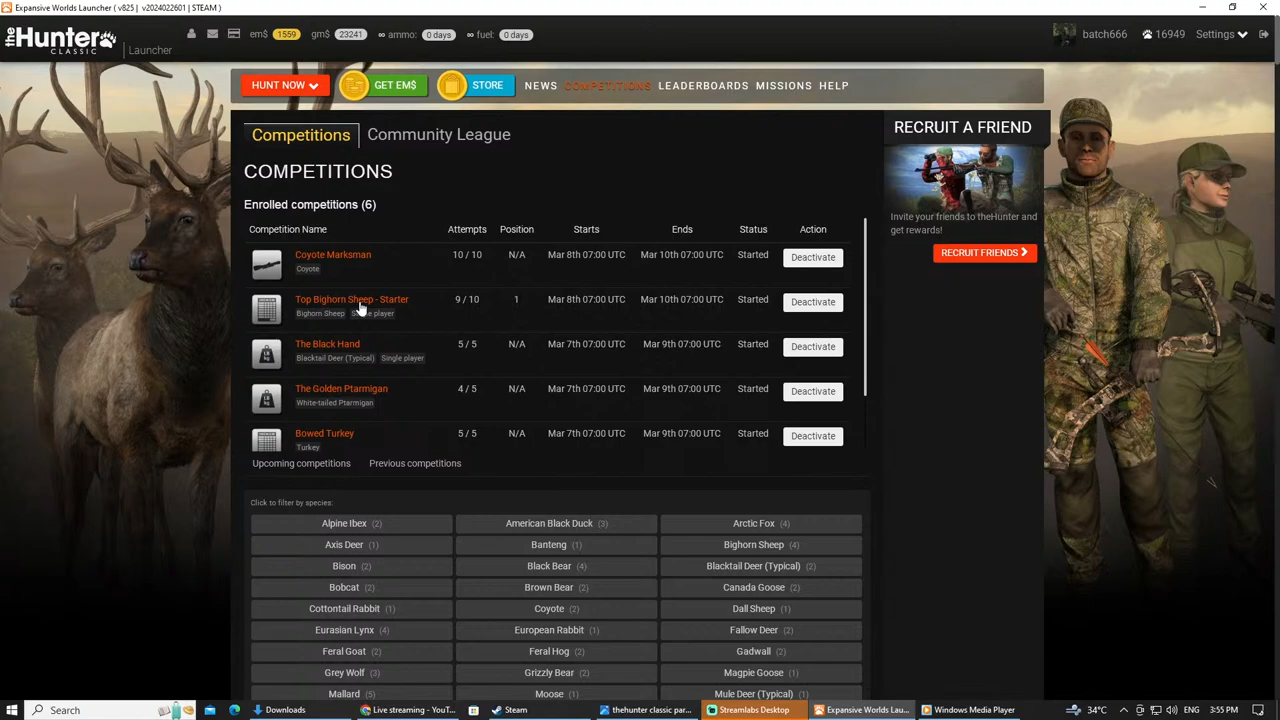 Expansive Worlds Launcher ( v825 | v2024022601 | STEAM )
theHunter CLASSIC | Launcher
em$ 1559 gm$ 23241 ∞ ammo: 0 days ∞ fuel: 0 days
batch666 16949 Settings
HUNT NOW GET EM$ STORE NEWS COMPETITIONS LEADERBOARDS MISSIONS HELP
Competitions Community League
COMPETITIONS
Enrolled competitions (6)
Competition Name Attempts Position Starts Ends Status Action
Coyote Marksman 10 / 10 N/A Mar 8th 07:00 UTC Mar 10th 07:00 UTC Started Deactivate
Coyote
Top Bighorn Sheep - Starter 9 / 10 1 Mar 8th 07:00 UTC Mar 10th 07:00 UTC Started Deactivate
Bighorn Sheep player
The Black Hand 5 / 5 N/A Mar 7th 07:00 UTC Mar 9th 07:00 UTC Started Deactivate
Blacktail Deer (Typical) Single player
The Golden Ptarmigan 4 / 5 N/A Mar 7th 07:00 UTC Mar 9th 07:00 UTC Started Deactivate
White-tailed Ptarmigan
Bowed Turkey 5 / 5 N/A Mar 7th 07:00 UTC Mar 9th 07:00 UTC Started Deactivate
Turkey
Upcoming competitions Previous competitions
Click to filter by species:
Alpine Ibex (2) American Black Duck (3) Arctic Fox (4)
Axis Deer (1) Banteng (1) Bighorn Sheep (4)
Bison (2) Black Bear (4) Blacktail Deer (Typical) (2)
Bobcat (2) Brown Bear (2) Canada Goose (2)
Cottontail Rabbit (1) Coyote (2) Dall Sheep (1)
Eurasian Lynx (4) European Rabbit (1) Fallow Deer (2)
Feral Goat (2) Feral Hog (2) Gadwall (2)
Grey Wolf (3) Grizzly Bear (2) Magpie Goose (1)
Mallard (5) Moose (1) Mule Deer (Typical) (1)
RECRUIT A FRIEND
Invite your friends to theHunter and
get rewards!
RECRUIT FRIENDS
Search Downloads Live streaming - YouTU... Steam thehunter classic par... Streamlabs Desktop Expansive Worlds Lau... Windows Media Player 34°C ENG 3:55 PM